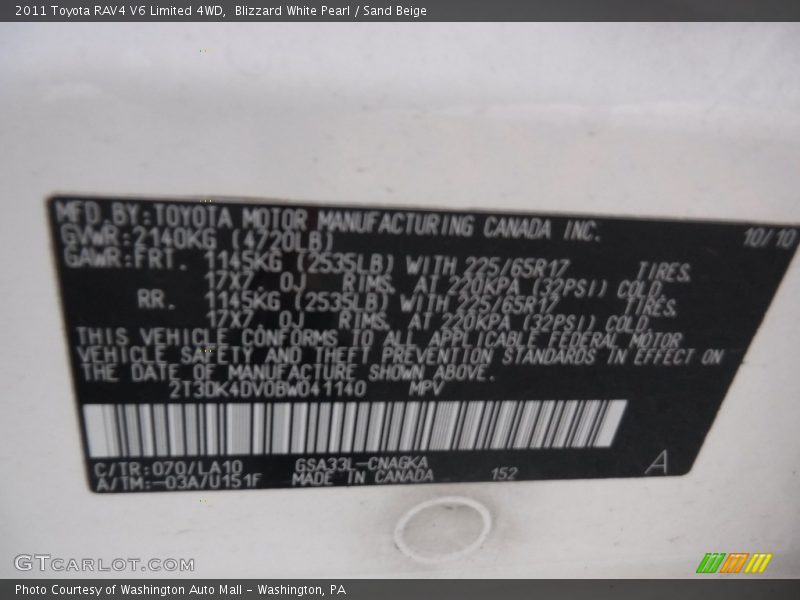 2011 Toyota RAV4 V6 Limited 4WD,  Blizzard White Pearl / Sand Beige
MFD.BY:TOYOTA MOTOR MANUFACTURING CANADA INC.
GVWR:2140KG (4720LB) 10/10
GAWR:FRT. 1145KG (2535LB) WITH 225/65R17 TIRES,
17X7.0J RIMS, AT 220KPA (32PSI) COLD.
RR. 1145KG (2535LB) WITH 225/65R17 TIRES,
17X7.0J RIMS, AT 220KPA (32PSI) COLD.
THIS VEHICLE CONFORMS TO ALL APPLICABLE FEDERAL MOTOR
VEHICLE SAFETY AND THEFT PREVENTION STANDARDS IN EFFECT ON
THE DATE OF MANUFACTURE SHOWN ABOVE.
2T3DK4DV0BW041140 MPV
C/TR:070/LA10 GSA33L-CNAGKA
A/TM:-03A/U151F MADE IN CANADA 152 A
GTCARLOT.COM
Photo Courtesy of Washington Auto Mall - Washington, PA